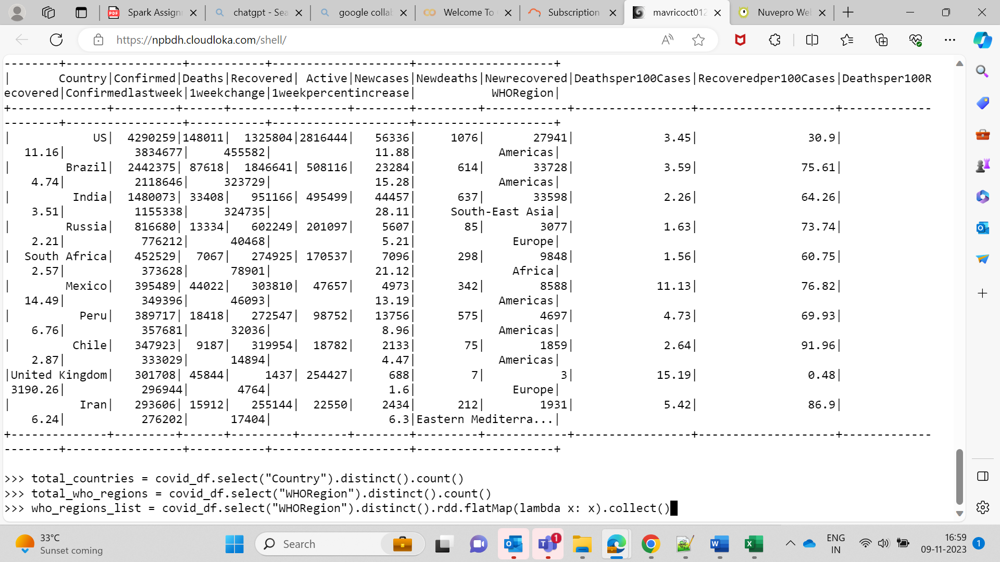 Spark Assignr
chatgpt - Sea
google collab
Welcome To
Subscription
mavricoct012
Nuvepro Wel
https://npbdh.cloudloka.com/shell/
--------+-----------------+-----------+--------------------+--------------------+
|       Country|Confirmed|Deaths|Recovered| Active|Newcases|Newdeaths|Newrecovered|Deathsper100Cases|Recoveredper100Cases|Deathsper100R
ecovered|Confirmedlastweek|1weekchange|1weekpercentincrease|           WHORegion|
+--------------+---------+------+---------+-------+--------+---------+------------+-----------------+--------------------+-------------
--------+-----------------+-----------+--------------------+--------------------+
|            US|  4290259|148011|  1325804|2816444|   56336|     1076|       27941|             3.45|                30.9|
   11.16|          3834677|     455582|               11.88|            Americas|
|        Brazil|  2442375| 87618|  1846641| 508116|   23284|      614|       33728|             3.59|               75.61|
    4.74|          2118646|     323729|               15.28|            Americas|
|         India|  1480073| 33408|   951166| 495499|   44457|      637|       33598|             2.26|               64.26|
    3.51|          1155338|     324735|               28.11|     South-East Asia|
|        Russia|   816680| 13334|   602249| 201097|    5607|       85|        3077|             1.63|               73.74|
    2.21|           776212|      40468|                5.21|              Europe|
|  South Africa|   452529|  7067|   274925| 170537|    7096|      298|        9848|             1.56|               60.75|
    2.57|           373628|      78901|               21.12|              Africa|
|        Mexico|   395489| 44022|   303810|  47657|    4973|      342|        8588|            11.13|               76.82|
   14.49|           349396|      46093|               13.19|            Americas|
|          Peru|   389717| 18418|   272547|  98752|   13756|      575|        4697|             4.73|               69.93|
    6.76|           357681|      32036|                8.96|            Americas|
|         Chile|   347923|  9187|   319954|  18782|    2133|       75|        1859|             2.64|               91.96|
    2.87|           333029|      14894|                4.47|            Americas|
|United Kingdom|   301708| 45844|     1437| 254427|     688|        7|           3|            15.19|                0.48|
 3190.26|           296944|       4764|                 1.6|              Europe|
|          Iran|   293606| 15912|   255144|  22550|    2434|      212|        1931|             5.42|                86.9|
    6.24|           276202|      17404|                 6.3|Eastern Mediterra...|
+--------------+---------+------+---------+-------+--------+---------+------------+-----------------+--------------------+-------------
--------+-----------------+-----------+--------------------+--------------------+
>>> total_countries = covid_df.select("Country").distinct().count()
>>> total_who_regions = covid_df.select("WHORegion").distinct().count()
>>> who_regions_list = covid_df.select("WHORegion").distinct().rdd.flatMap(lambda x: x).collect()
33°C
Sunset coming
Search
1
ENG
IN
16:59
09-11-2023
1